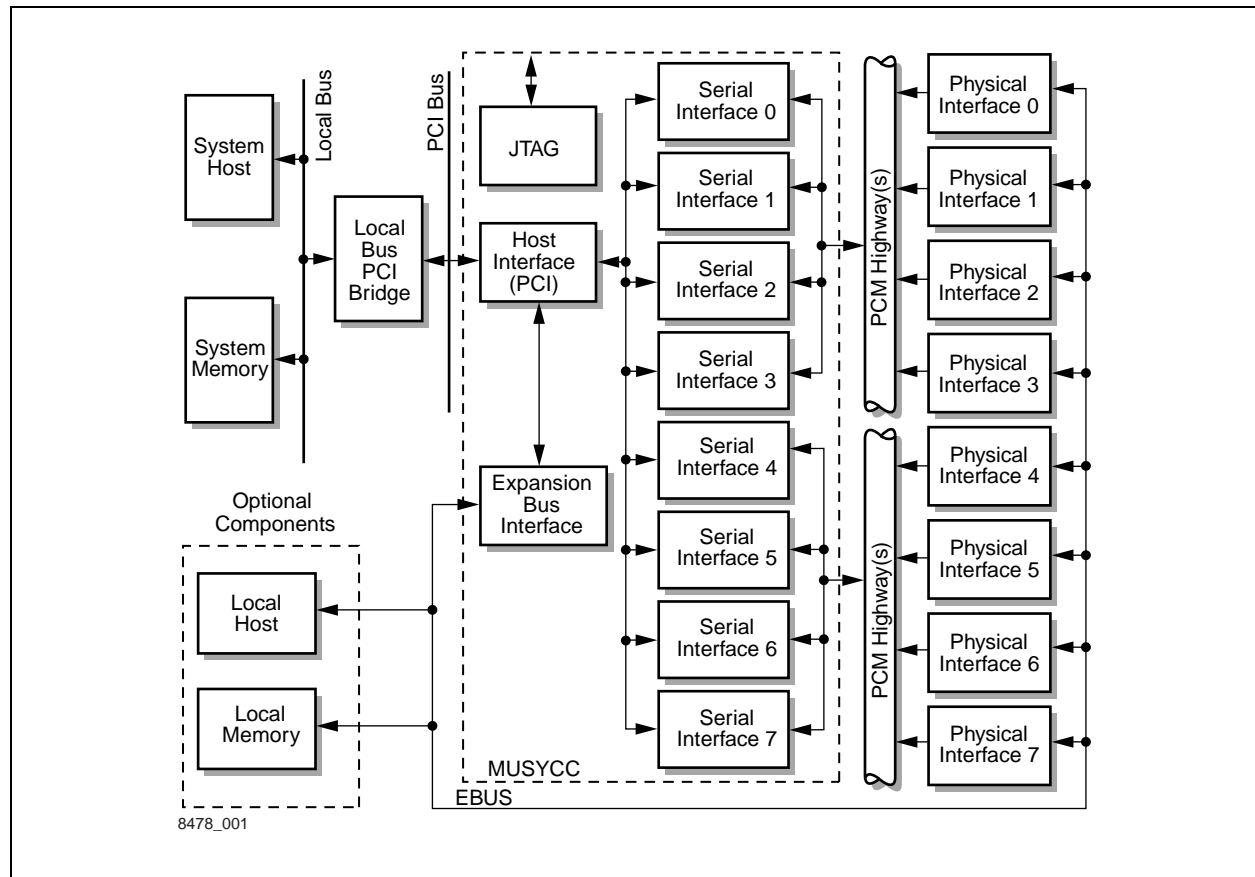 System
Host
System
Memory
Local Bus
Local
Bus
PCI
Bridge
PCI Bus
JTAG
Host
Interface
(PCI)
Expansion
Bus
Interface
Serial
Interface 0
Serial
Interface 1
Serial
Interface 2
Serial
Interface 3
Serial
Interface 4
Serial
Interface 5
Serial
Interface 6
Serial
Interface 7
PCM Highway(s)
PCM Highway(s)
Physical
Interface 0
Physical
Interface 1
Physical
Interface 2
Physical
Interface 3
Physical
Interface 4
Physical
Interface 5
Physical
Interface 6
Physical
Interface 7
Optional
Components
Local
Host
Local
Memory
MUSYCC
EBUS
8478_001